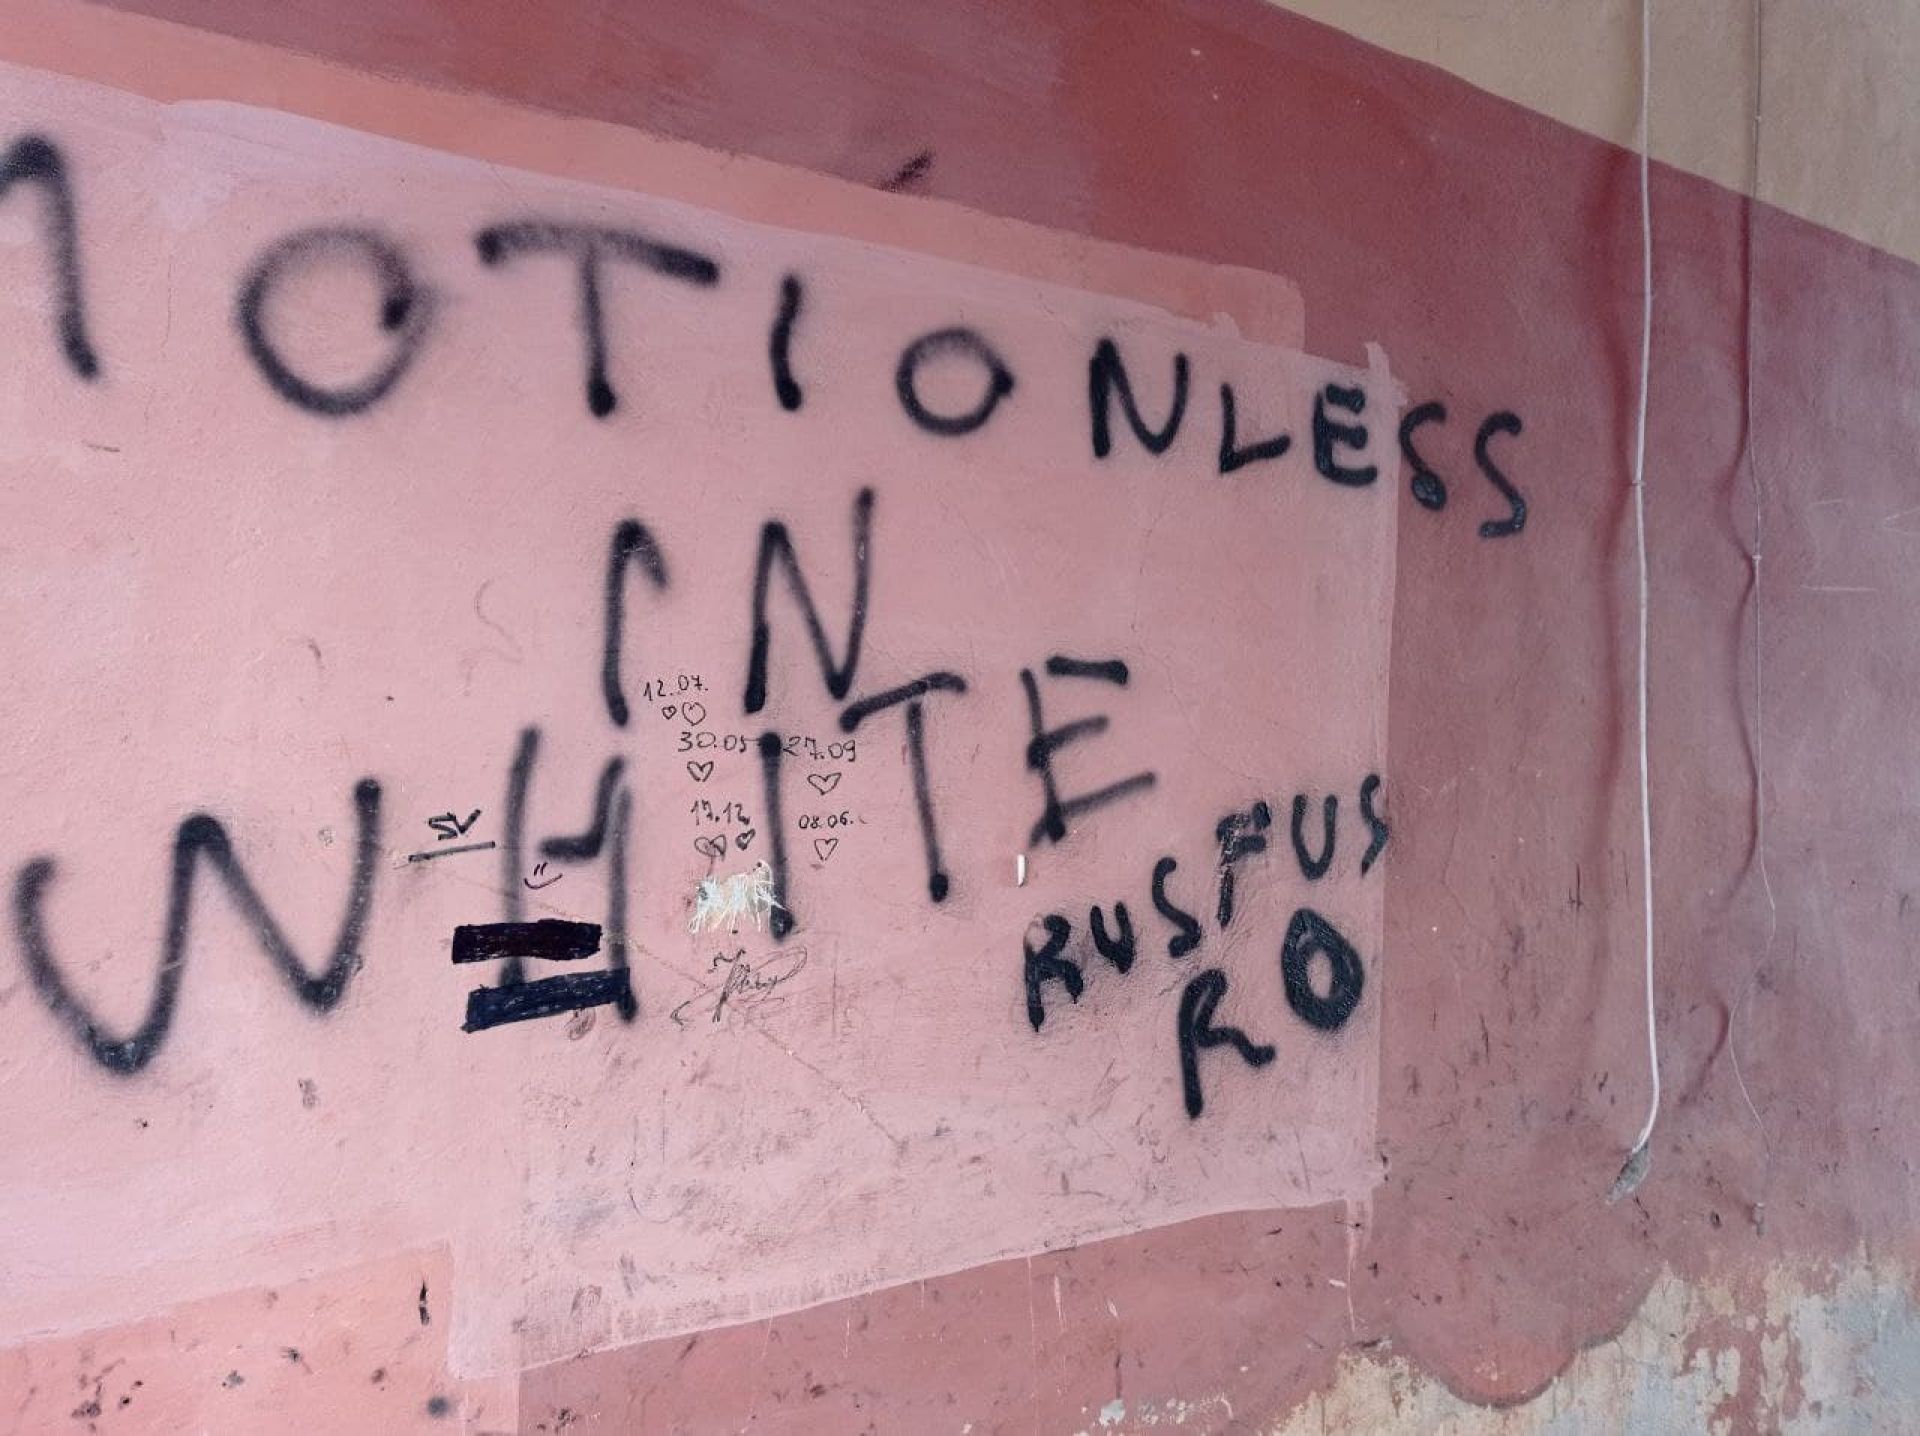 MOTIONLESS
IN
12.07.
30.05 27.09
WHITE
SV
17.12 08.06.
RUSFUS
RO